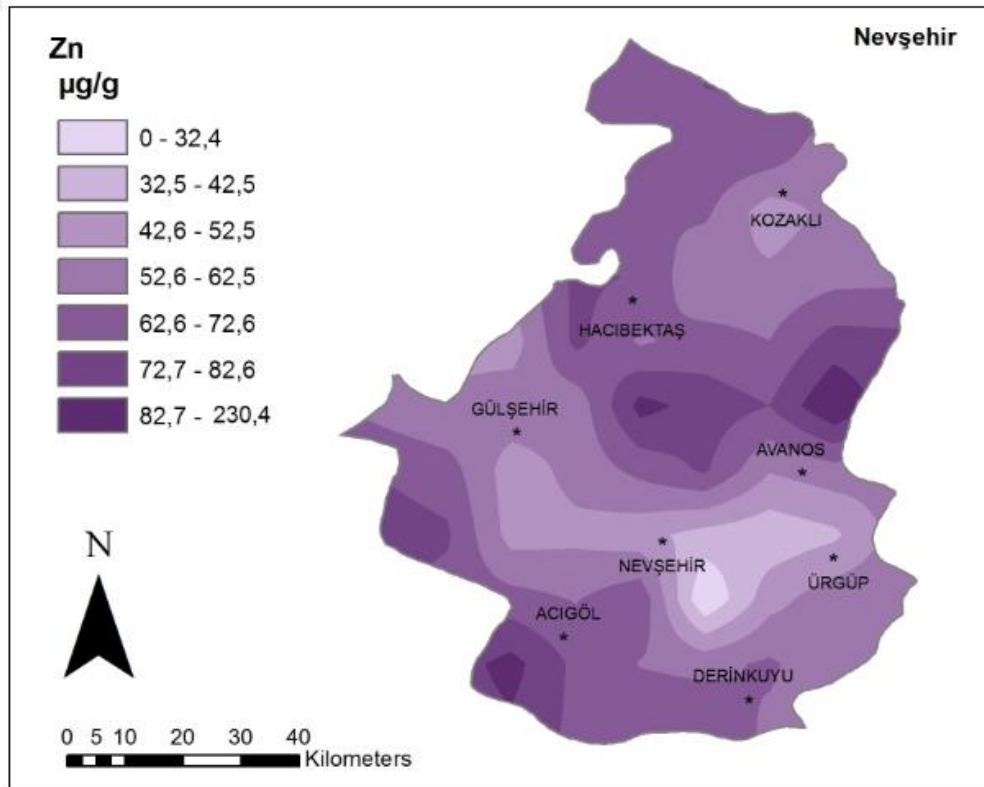 Nevşehir
Zn
µg/g
0 - 32,4
32,5 - 42,5
42,6 - 52,5
52,6 - 62,5
62,6 - 72,6
72,7 - 82,6
82,7 - 230,4
KOZAKLI
HACIBEKTAŞ
GÜLŞEHİR
AVANOS
NEVŞEHİR
ÜRGÜP
ACIGÖL
DERİNKUYU
N
0 5 10 20 30 40
Kilometers